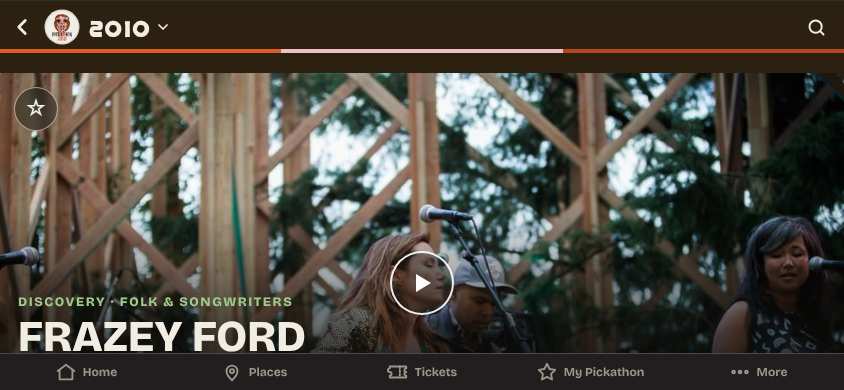 2010
DISCOVERY · FOLK & SONGWRITERS
FRAZEY FORD
Home
Places
Tickets
My Pickathon
More